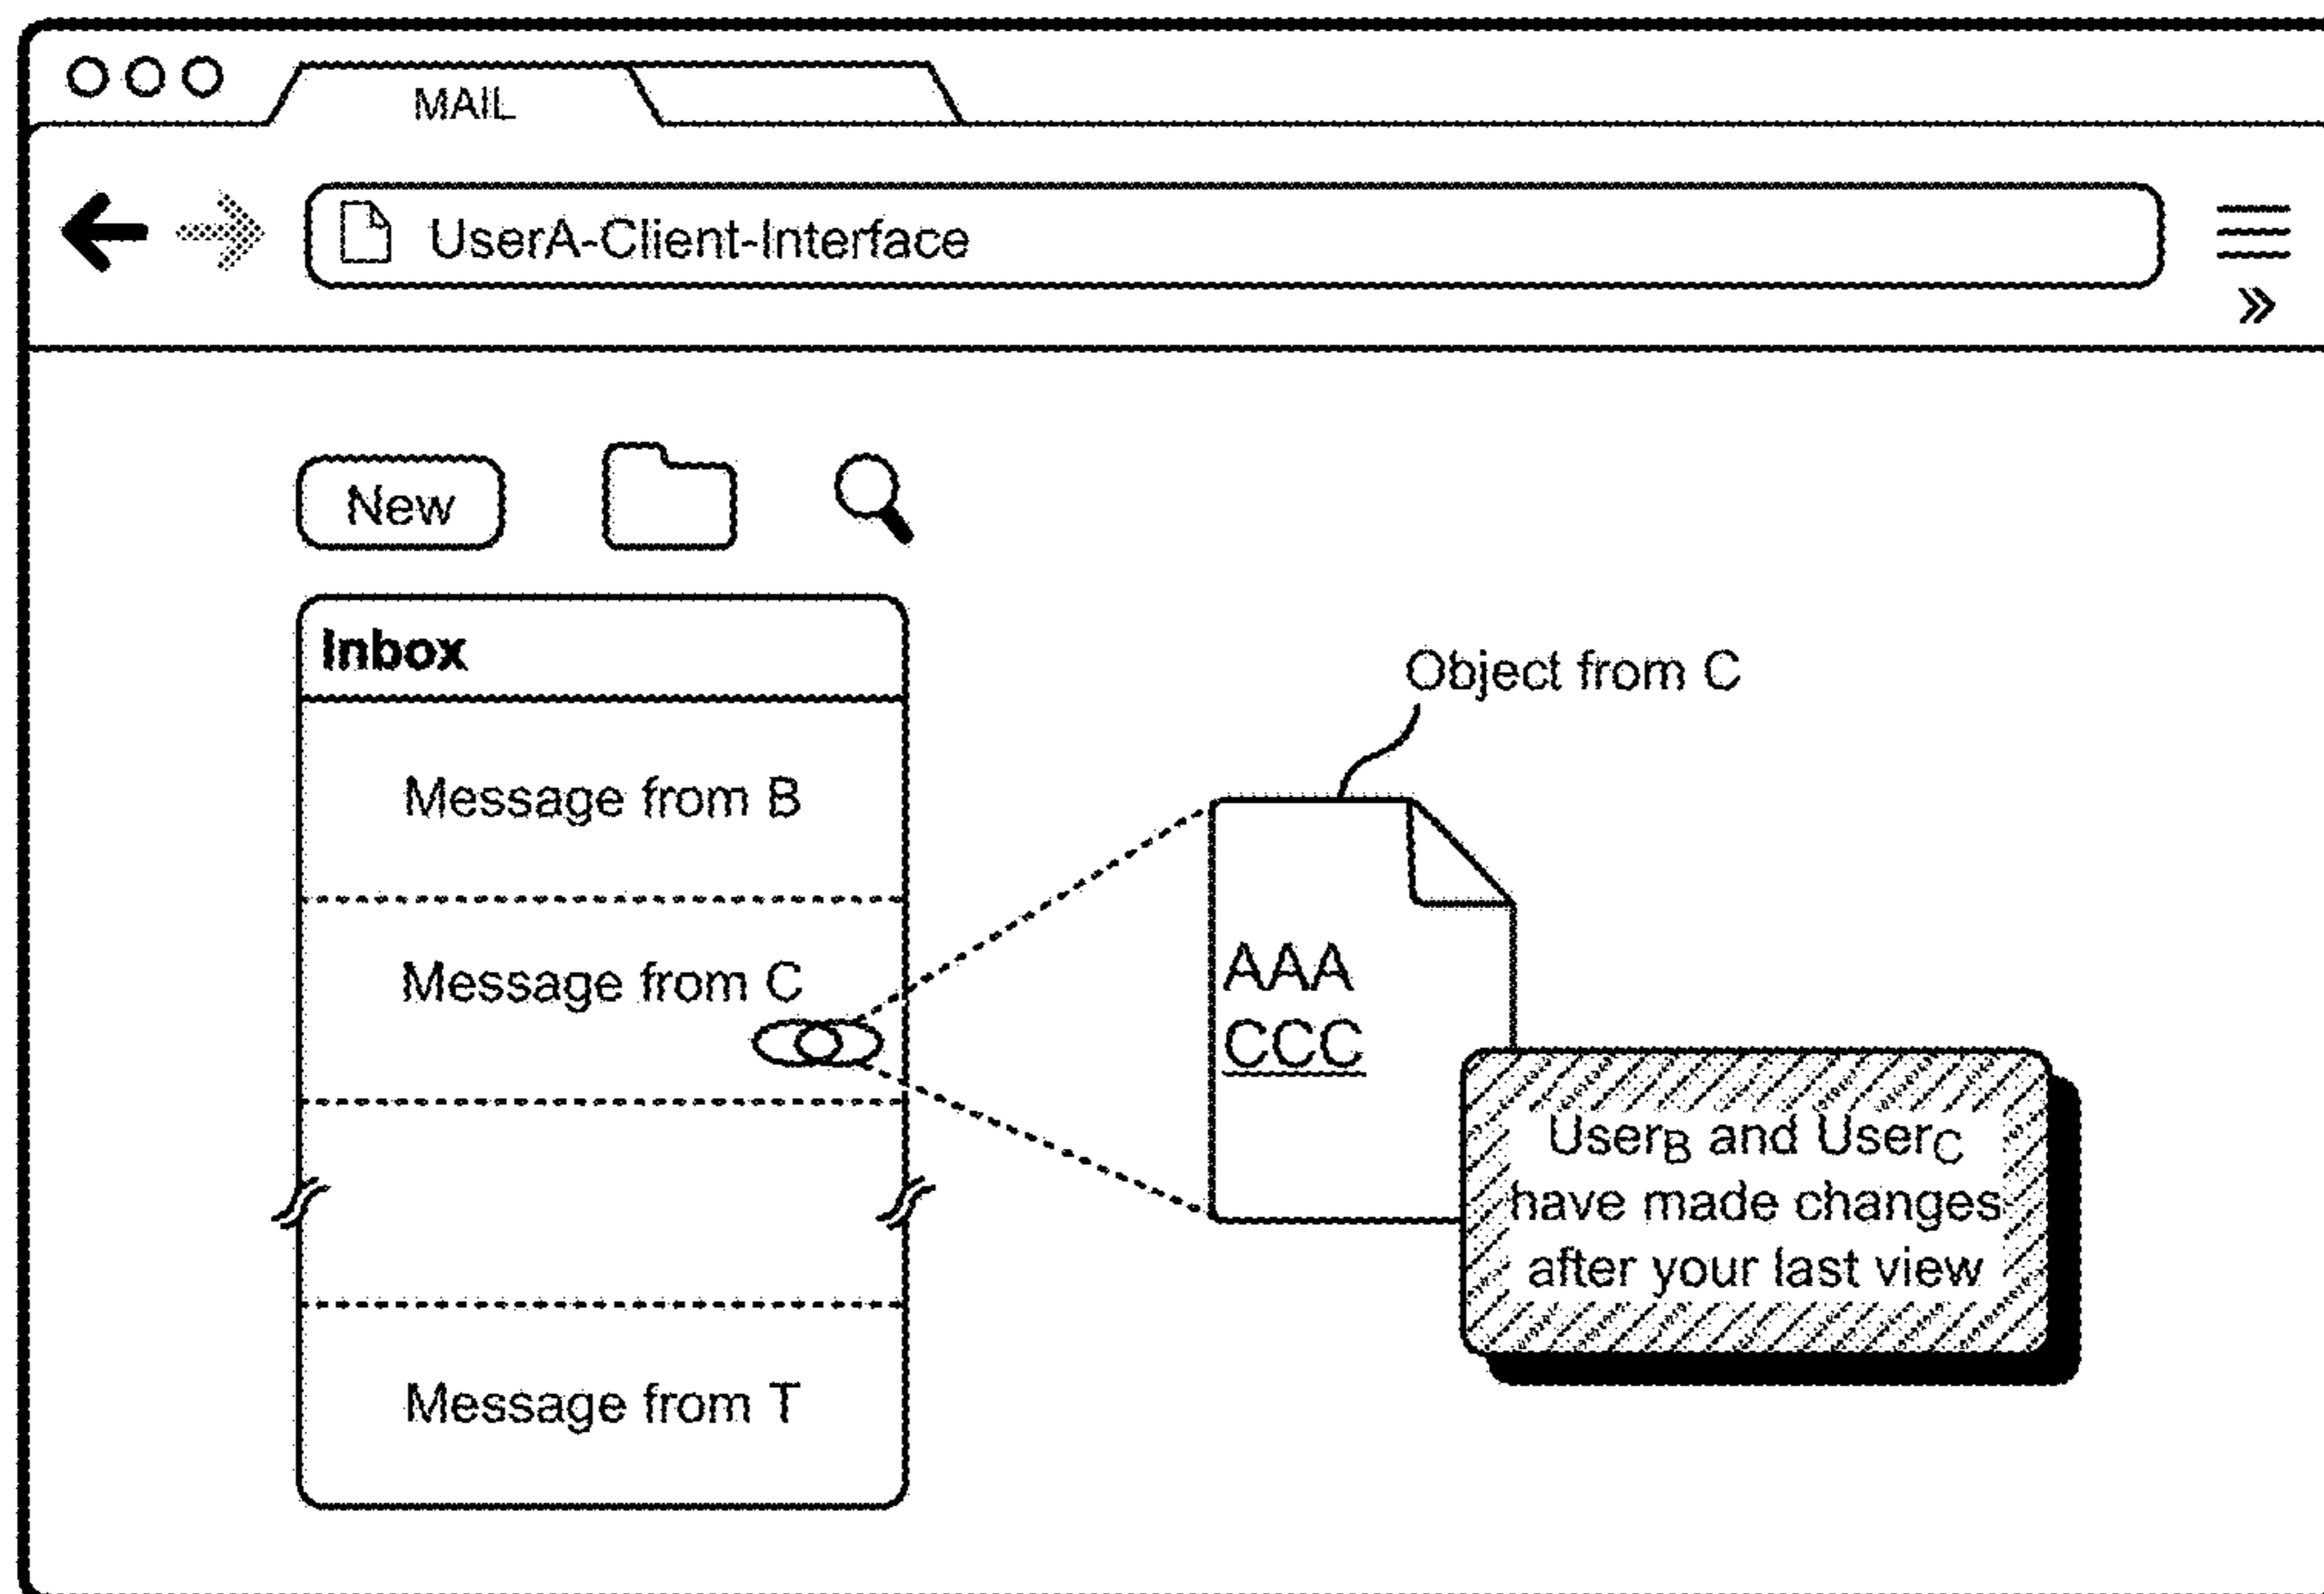 MAIL
UserA-Client-Interface
New
Inbox
Message from B
Message from C
Message from T
Object from C
AAA
CCC
UserB and UserC
have made changes
after your last view